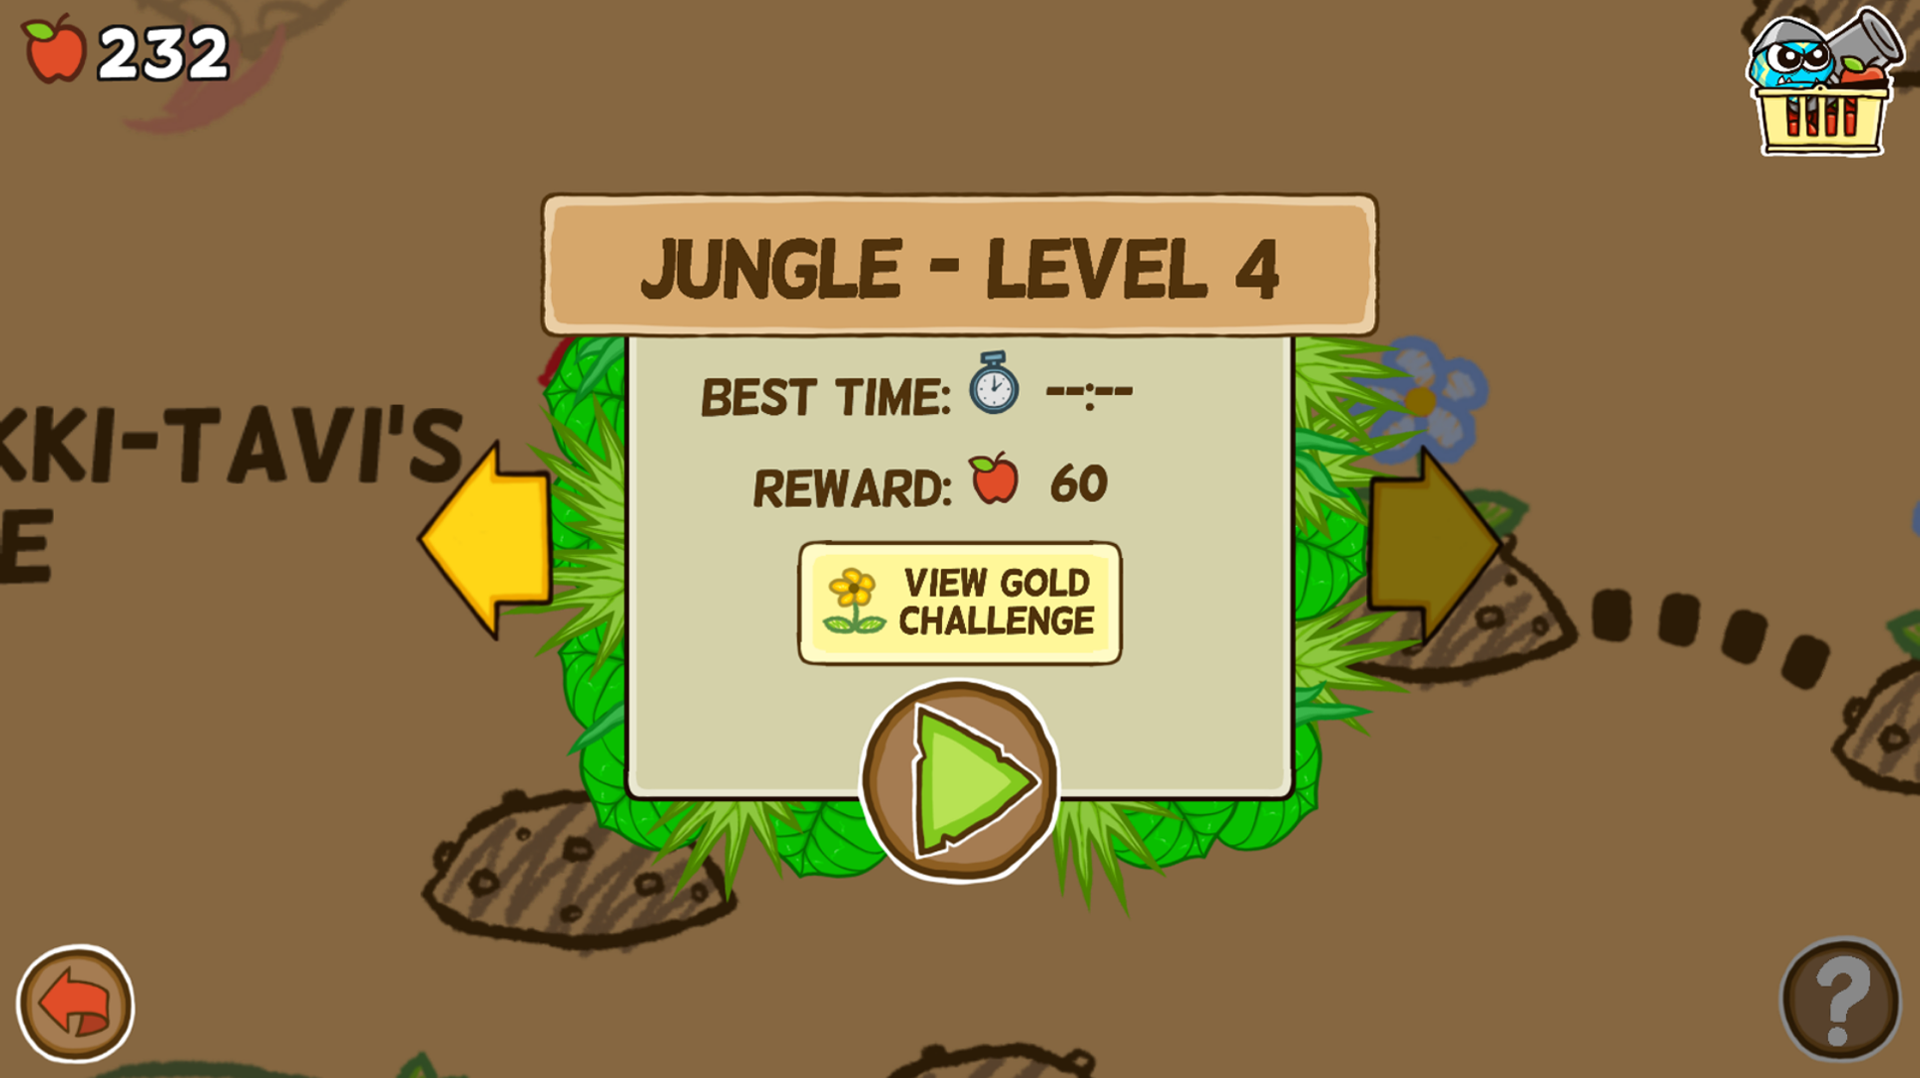 232
JUNGLE - LEVEL 4
BEST TIME: --:--
REWARD: 60
KKI-TAVI'S
E
VIEW GOLD
CHALLENGE
?